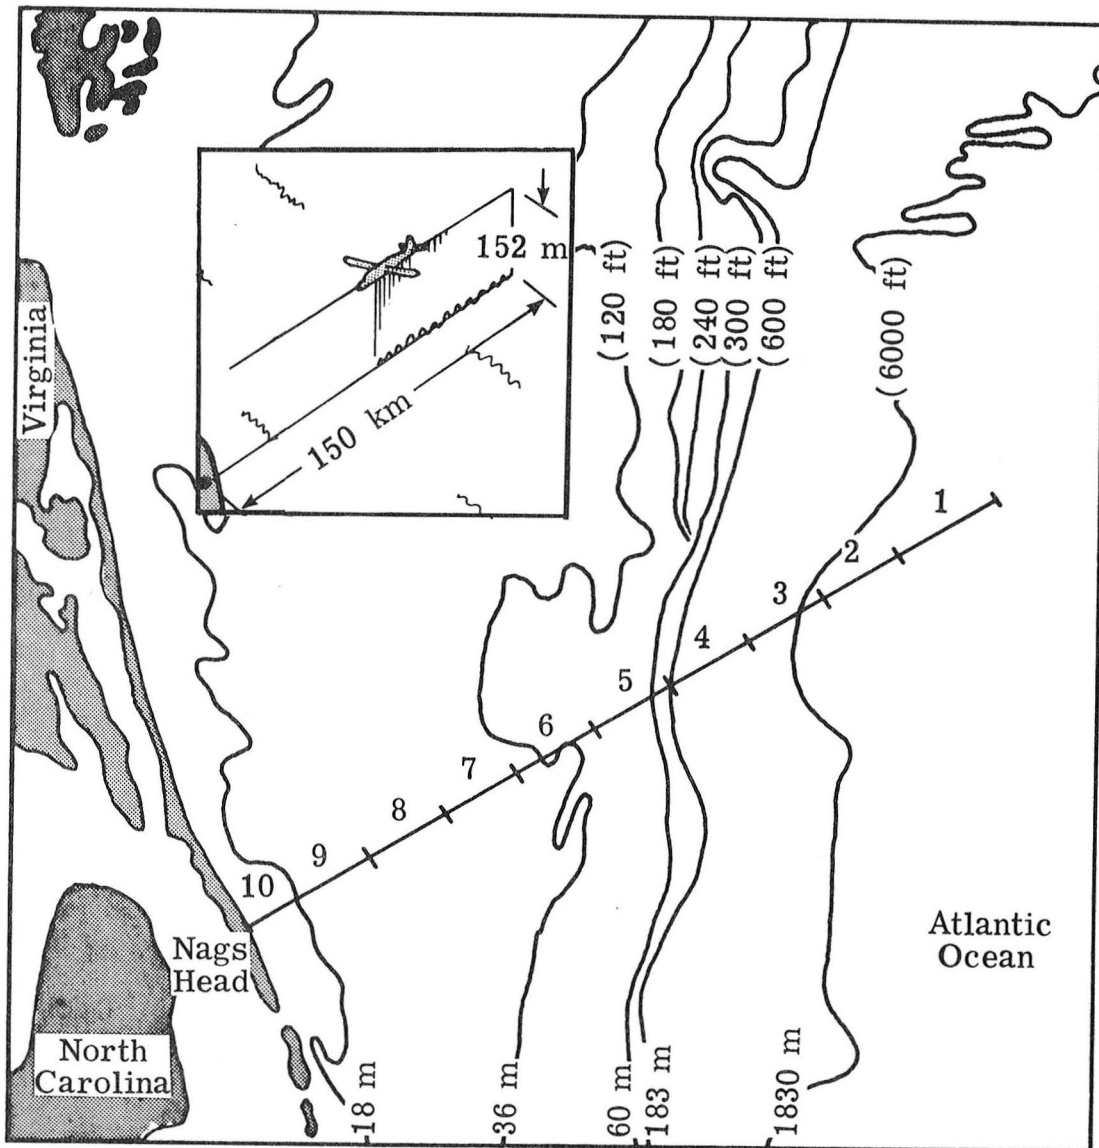 152 m
150 km
(120 ft)
(180 ft)
(240 ft)
(300 ft)
(600 ft)
(6000 ft)
Virginia
1
2
3
4
5
6
7
8
9
10
Nags
Head
Atlantic
Ocean
North
Carolina
18 m
36 m
60 m
183 m
1830 m